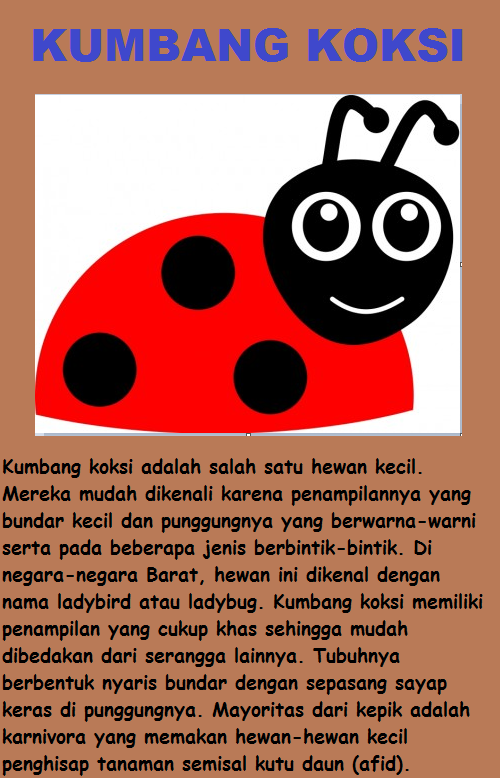 KUMBANG KOKSI
Kumbang koksi adalah salah satu hewan kecil.
Mereka mudah dikenali karena penampilannya yang
bundar kecil dan punggungnya yang berwarna-warni
serta pada beberapa jenis berbintik-bintik. Di
negara-negara Barat, hewan ini dikenal dengan
nama ladybird atau ladybug. Kumbang koksi memiliki
penampilan yang cukup khas sehingga mudah
dibedakan dari serangga lainnya. Tubuhnya
berbentuk nyaris bundar dengan sepasang sayap
keras di punggungnya. Mayoritas dari kepik adalah
karnivora yang memakan hewan-hewan kecil
penghisap tanaman semisal kutu daun (afid).